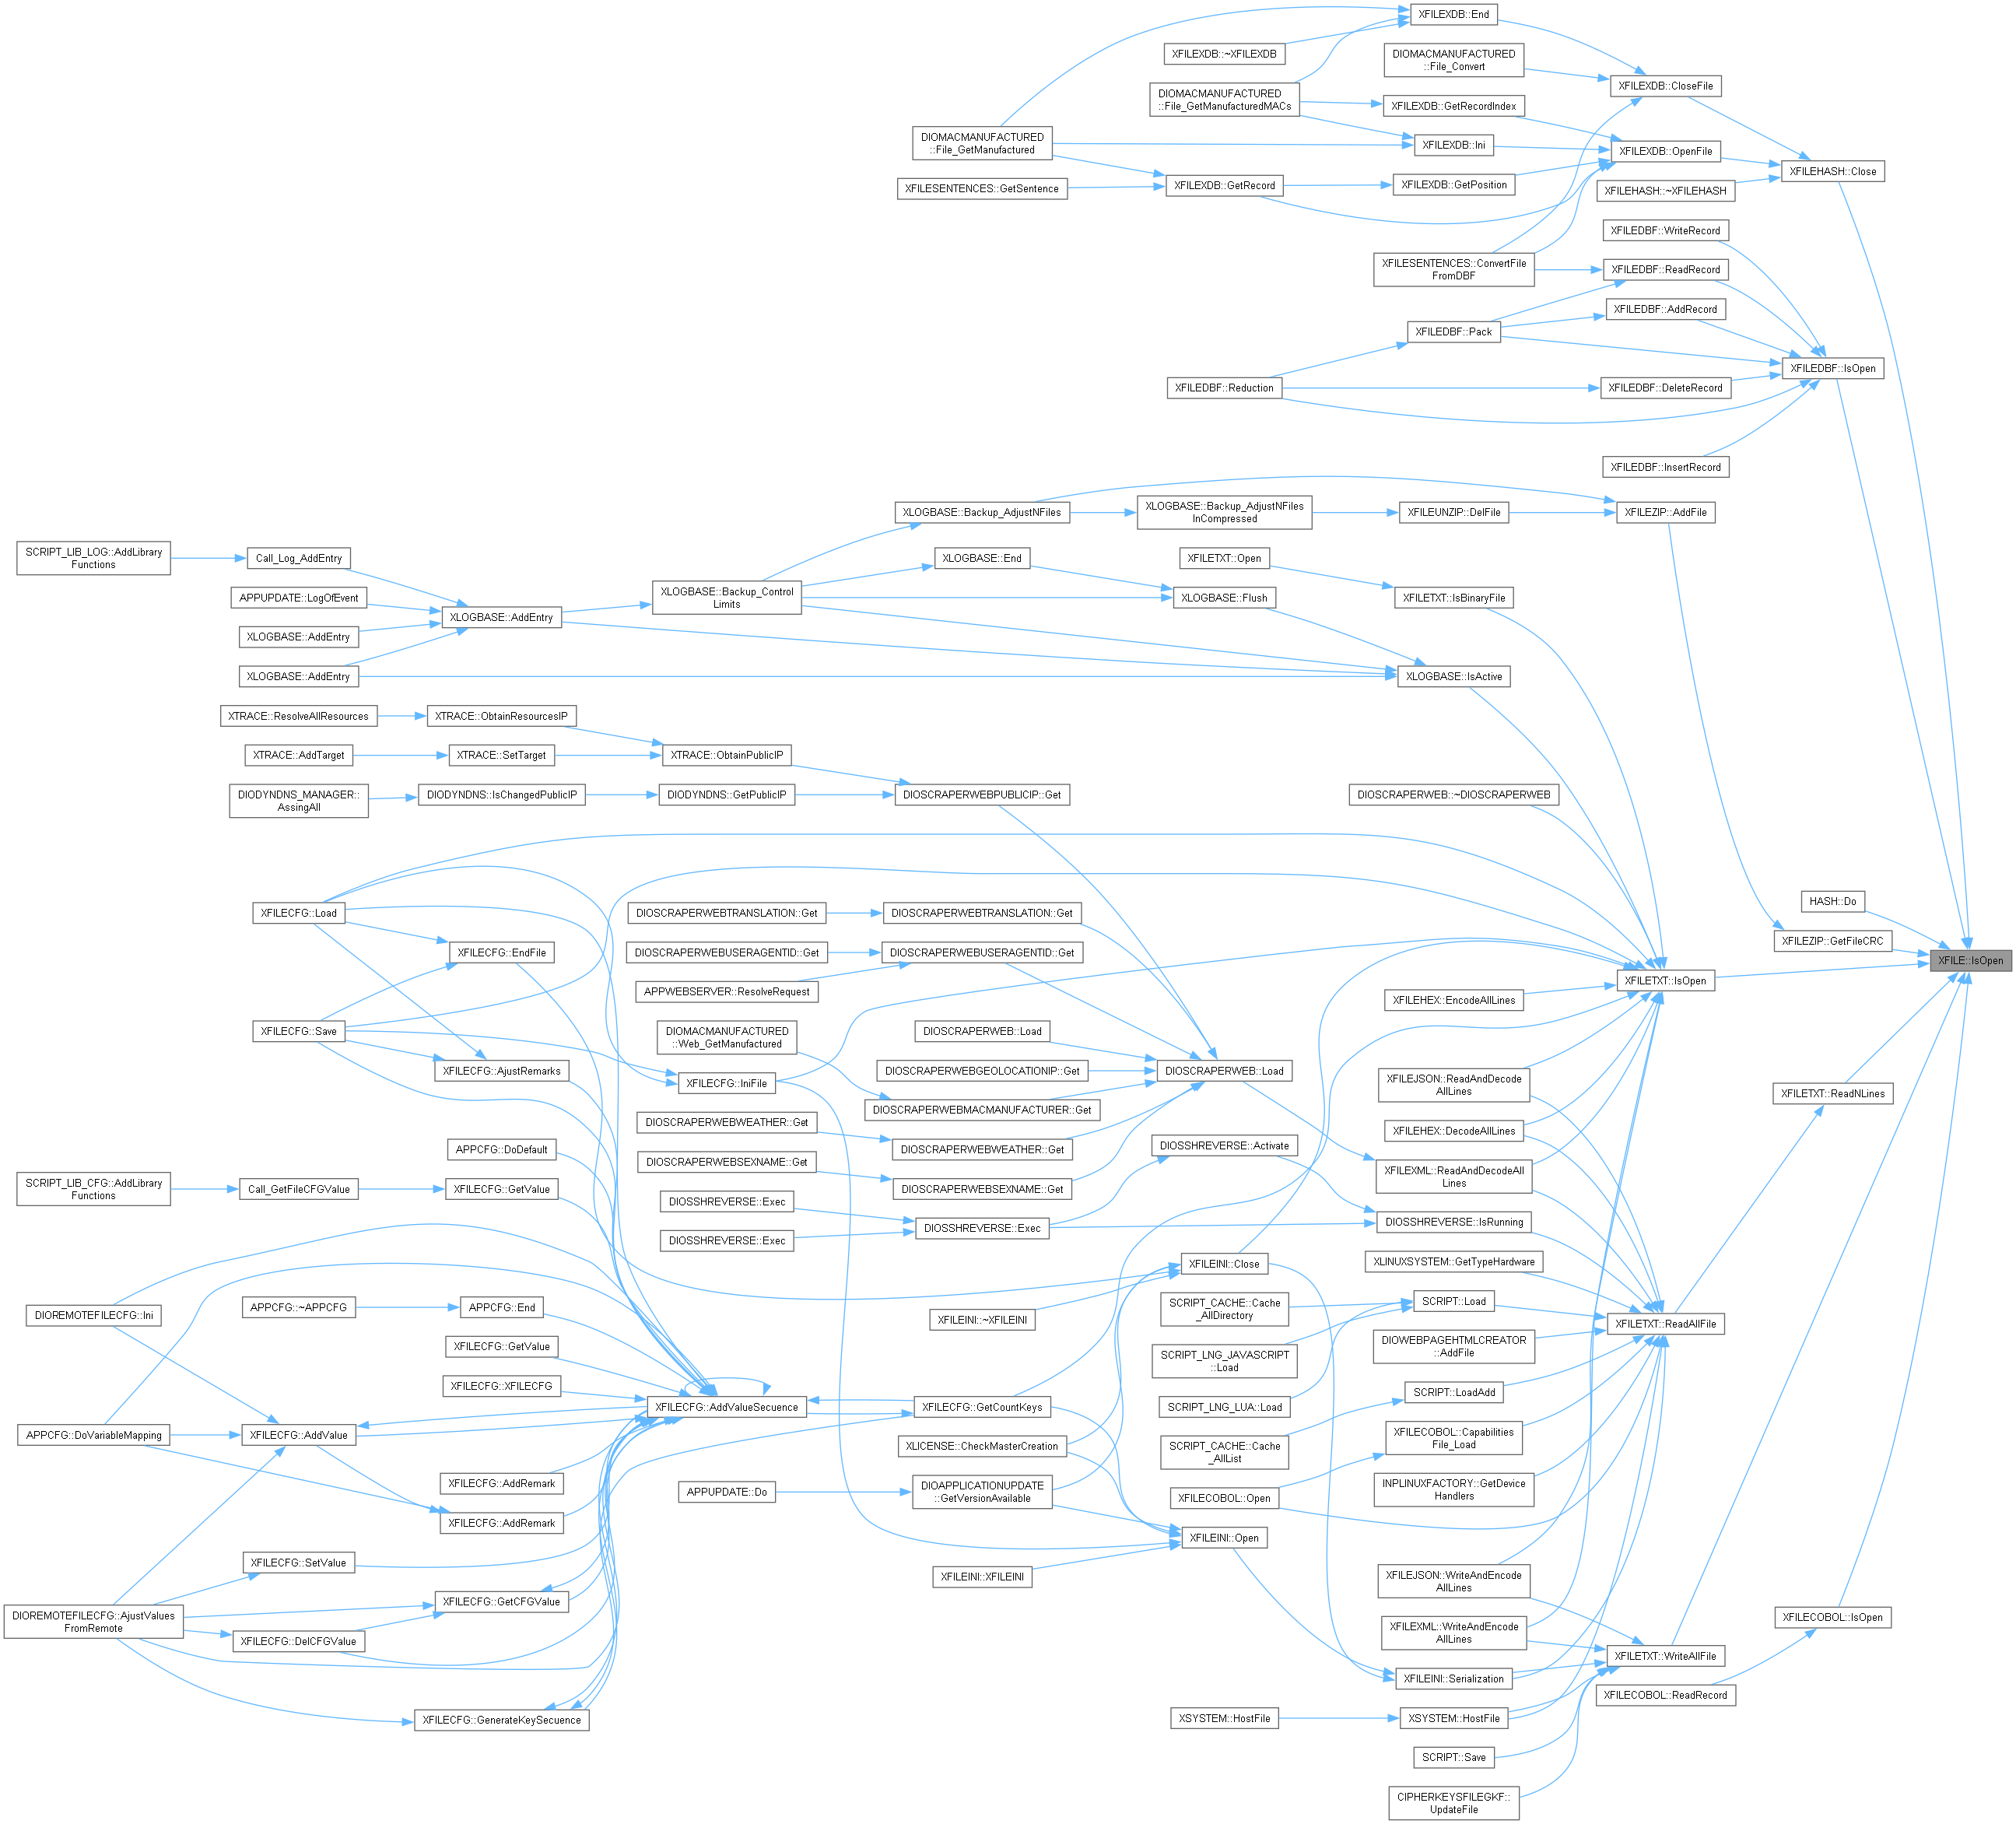 XFILEXDB::End
XFILEXDB::~XFILEXDB
DIOMACMANUFACTURED
::File_Convert
XFILEXDB::CloseFile
DIOMACMANUFACTURED
::File_GetManufacturedMACs
XFILEXDB::GetRecordIndex
DIOMACMANUFACTURED
::File_GetManufactured
XFILEXDB::Ini
XFILEXDB::OpenFile
XFILEHASH::Close
XFILESENTENCES::GetSentence
XFILEXDB::GetRecord
XFILEXDB::GetPosition
XFILEHASH::~XFILEHASH
XFILEDBF::WriteRecord
XFILESENTENCES::ConvertFile
FromDBF
XFILEDBF::ReadRecord
XFILEDBF::AddRecord
XFILEDBF::Pack
XFILEDBF::IsOpen
XFILEDBF::Reduction
XFILEDBF::DeleteRecord
XFILEDBF::InsertRecord
XLOGBASE::Backup_AdjustNFiles
XLOGBASE::Backup_AdjustNFiles
InCompressed
XFILEUNZIP::DelFile
XFILEZIP::AddFile
SCRIPT_LIB_LOG::AddLibrary
Functions
Call_Log_AddEntry
XLOGBASE::End
XFILETXT::Open
APPUPDATE::LogOfEvent
XLOGBASE::AddEntry
XLOGBASE::Backup_Control
Limits
XLOGBASE::Flush
XFILETXT::IsBinaryFile
XLOGBASE::AddEntry
XLOGBASE::AddEntry
XLOGBASE::IsActive
XTRACE::ResolveAllResources
XTRACE::ObtainResourcesIP
XTRACE::AddTarget
XTRACE::SetTarget
XTRACE::ObtainPublicIP
DIODYNDNS_MANAGER::
AssingAll
DIODYNDNS::IsChangedPublicIP
DIODYNDNS::GetPublicIP
DIOSCRAPERWEBPUBLICIP::Get
DIOSCRAPERWEB::~DIOSCRAPERWEB
HASH::Do
XFILECFG::Load
DIOSCRAPERWEBTRANSLATION::Get
DIOSCRAPERWEBTRANSLATION::Get
XFILEZIP::GetFileCRC
XFILE::IsOpen
XFILECFG::EndFile
DIOSCRAPERWEBUSERAGENTID::Get
DIOSCRAPERWEBUSERAGENTID::Get
XFILETXT::IsOpen
APPWEBSERVER::ResolveRequest
XFILEHEX::EncodeAllLines
XFILECFG::Save
DIOMACMANUFACTURED
::Web_GetManufactured
DIOSCRAPERWEB::Load
XFILECFG::AjustRemarks
XFILECFG::IniFile
DIOSCRAPERWEBGEOLOCATIONIP::Get
DIOSCRAPERWEB::Load
XFILEJSON::ReadAndDecode
AllLines
XFILETXT::ReadNLines
DIOSCRAPERWEBMACMANUFACTURER::Get
DIOSCRAPERWEBWEATHER::Get
XFILEHEX::DecodeAllLines
APPCFG::DoDefault
DIOSCRAPERWEBWEATHER::Get
DIOSSHREVERSE::Activate
DIOSCRAPERWEBSEXNAME::Get
XFILEXML::ReadAndDecodeAll
Lines
SCRIPT_LIB_CFG::AddLibrary
Functions
Call_GetFileCFGValue
XFILECFG::GetValue
DIOSCRAPERWEBSEXNAME::Get
DIOSSHREVERSE::Exec
DIOSSHREVERSE::Exec
DIOSSHREVERSE::IsRunning
DIOSSHREVERSE::Exec
XFILEINI::Close
XLINUXSYSTEM::GetTypeHardware
DIOREMOTEFILECFG::Ini
APPCFG::~APPCFG
APPCFG::End
XFILEINI::~XFILEINI
SCRIPT_CACHE::Cache
_AllDirectory
SCRIPT::Load
XFILETXT::ReadAllFile
XFILECFG::GetValue
DIOWEBPAGEHTMLCREATOR
::AddFile
SCRIPT_LNG_JAVASCRIPT
::Load
XFILECFG::XFILECFG
SCRIPT::LoadAdd
XFILECFG::AddValueSecuence
XFILECFG::GetCountKeys
SCRIPT_LNG_LUA::Load
APPCFG::DoVariableMapping
XFILECFG::AddValue
XLICENSE::CheckMasterCreation
XFILECOBOL::Capabilities
File_Load
SCRIPT_CACHE::Cache
_AllList
XFILECFG::AddRemark
APPUPDATE::Do
DIOAPPLICATIONUPDATE
::GetVersionAvailable
INPLINUXFACTORY::GetDevice
Handlers
XFILECOBOL::Open
XFILECFG::AddRemark
XFILEINI::Open
XFILECFG::SetValue
XFILEINI::XFILEINI
XFILEJSON::WriteAndEncode
AllLines
XFILECFG::GetCFGValue
DIOREMOTEFILECFG::AjustValues
FromRemote
XFILECOBOL::IsOpen
XFILECFG::DelCFGValue
XFILEXML::WriteAndEncode
AllLines
XFILETXT::WriteAllFile
XFILEINI::Serialization
XFILECOBOL::ReadRecord
XFILECFG::GenerateKeySecuence
XSYSTEM::HostFile
XSYSTEM::HostFile
SCRIPT::Save
CIPHERKEYSFILEGKF::
UpdateFile